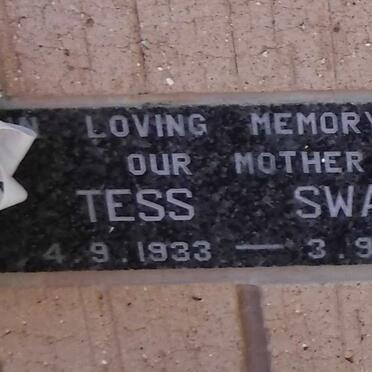 LOVING MEMORY
OUR MOTHER
TESS SWA
4.9.1933 — 3.9